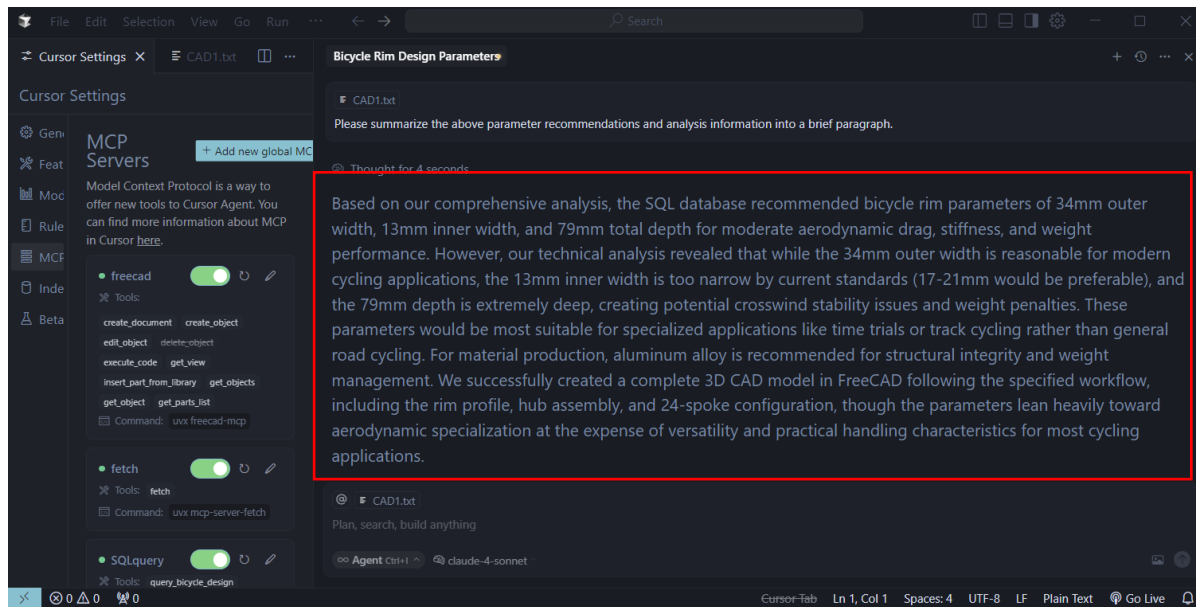 File Edit Selection View Go Run ··· ← → Search
Cursor Settings
CAD1.txt
Bicycle Rim Design Parameters
Cursor Settings
Gen
Feat
Mod
Rule
MCP
Inde
Beta
MCP Servers
+ Add new global MC
Model Context Protocol is a way to
offer new tools to Cursor Agent. You
can find more information about MCP
in Cursor here.
freecad
Tools:
create_document create_object
edit_object delete_object
execute_code get_view
insert_part_from_library get_objects
get_object get_parts_list
Command: uvx freecad-mcp
fetch
Tools: fetch
Command: uvx mcp-server-fetch
SQLquery
Tools: query_bicycle_design
CAD1.txt
Please summarize the above parameter recommendations and analysis information into a brief paragraph.
Thought for 4 seconds
Based on our comprehensive analysis, the SQL database recommended bicycle rim parameters of 34mm outer
width, 13mm inner width, and 79mm total depth for moderate aerodynamic drag, stiffness, and weight
performance. However, our technical analysis revealed that while the 34mm outer width is reasonable for modern
cycling applications, the 13mm inner width is too narrow by current standards (17-21mm would be preferable), and
the 79mm depth is extremely deep, creating potential crosswind stability issues and weight penalties. These
parameters would be most suitable for specialized applications like time trials or track cycling rather than general
road cycling. For material production, aluminum alloy is recommended for structural integrity and weight
management. We successfully created a complete 3D CAD model in FreeCAD following the specified workflow,
including the rim profile, hub assembly, and 24-spoke configuration, though the parameters lean heavily toward
aerodynamic specialization at the expense of versatility and practical handling characteristics for most cycling
applications.
@ CAD1.txt
Plan, search, build anything
∞ Agent Ctrl+I claude-4-sonnet
0 0 0 Cursor Tab Ln 1, Col 1 Spaces: 4 UTF-8 LF Plain Text Go Live